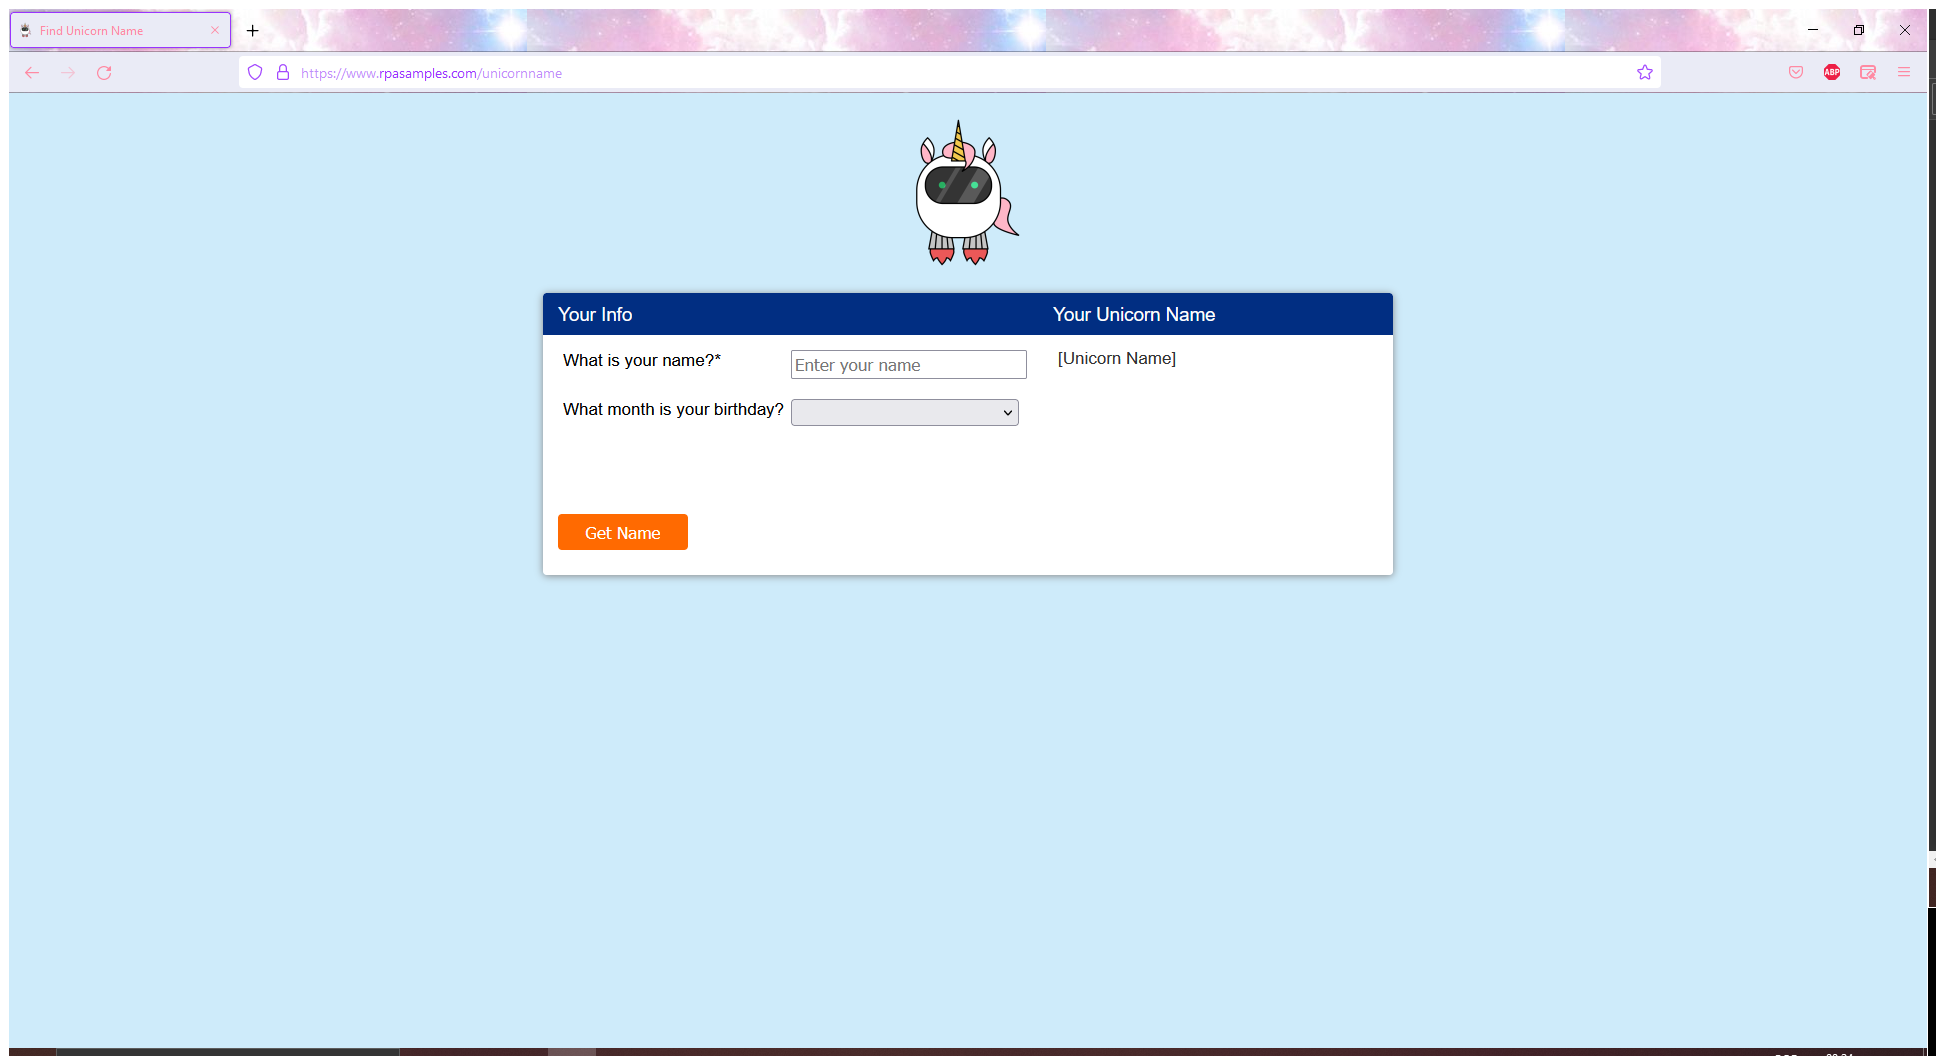 Find Unicorn Name
https://www.rpasamples.com/unicornname
ABP
Your Info
Your Unicorn Name
What is your name?*
Enter your name
[Unicorn Name]
What month is your birthday?
Get Name